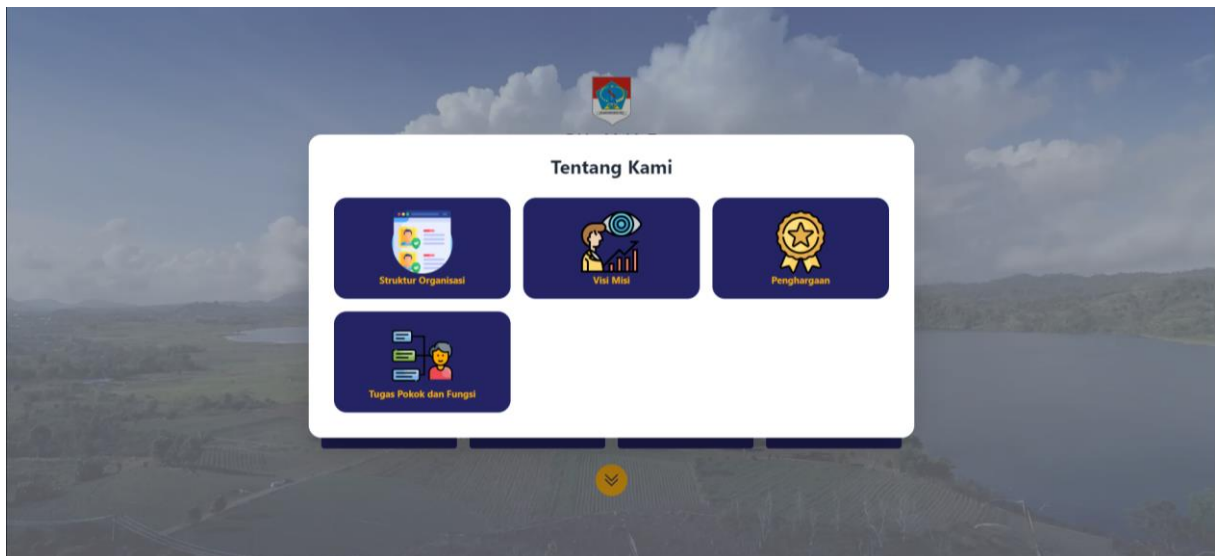 Tentang Kami
Struktur Organisasi
Visi Misi
Penghargaan
Tugas Pokok dan Fungsi